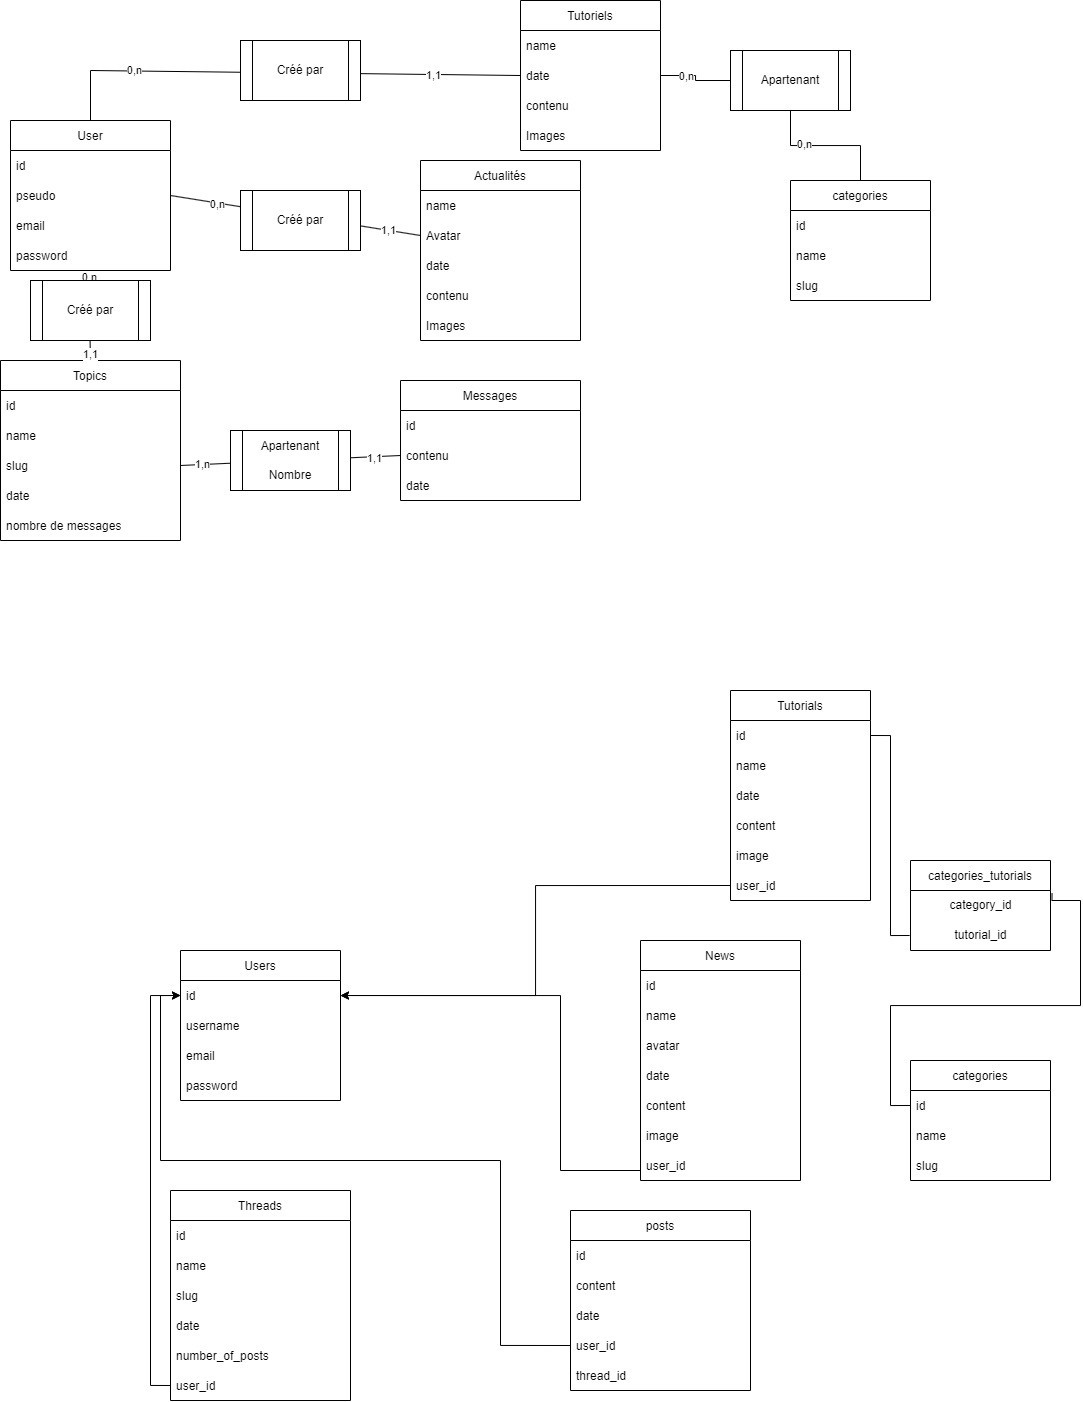 Tutoriels
name
date
contenu
Images
Créé par
0,n
1,1
0,n
Apartenant
0,n
categories
id
name
slug
User
id
pseudo
email
password
0,n
Créé par
1,1
Actualités
name
Avatar
date
contenu
Images
0,n
Créé par
1,1
Topics
id
name
slug
date
nombre de messages
1,n
Apartenant
Nombre
1,1
Messages
id
contenu
date
Tutorials
id
name
date
content
image
user_id
categories_tutorials
category_id
tutorial_id
Users
id
username
email
password
News
id
name
avatar
date
content
image
user_id
categories
id
name
slug
Threads
id
name
slug
date
number_of_posts
user_id
posts
id
content
date
user_id
thread_id